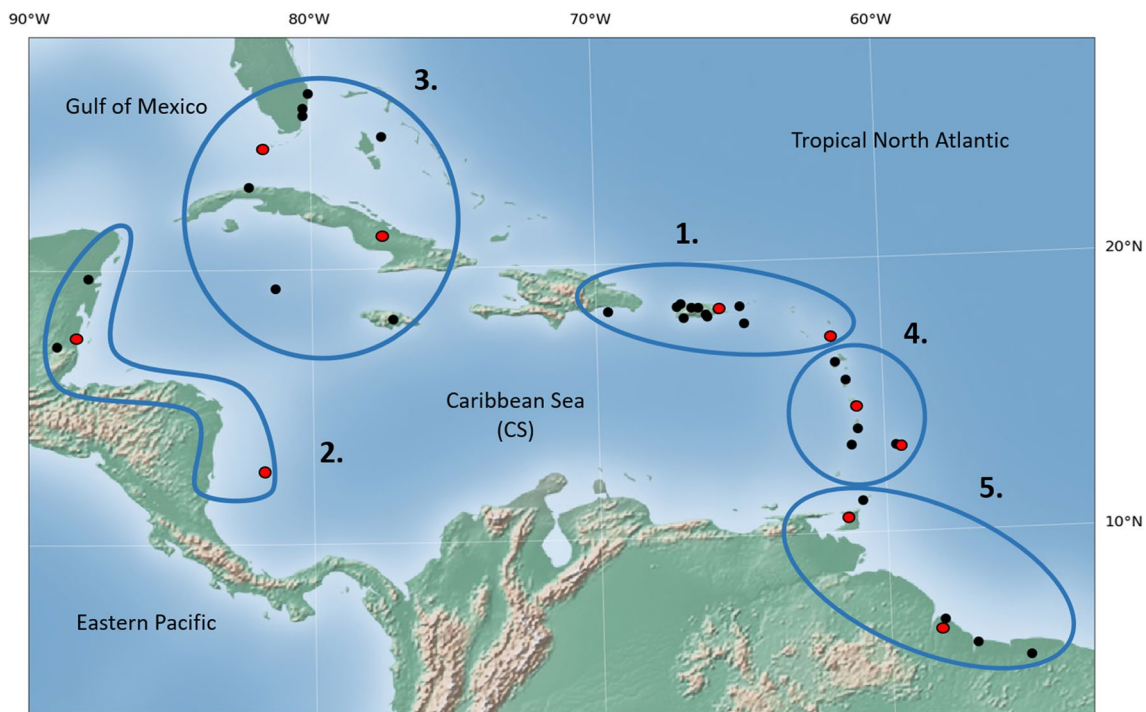 90°W 80°W 70°W 60°W
3.
Gulf of Mexico
Tropical North Atlantic
1.
20°N
4.
Caribbean Sea
(CS)
2.
5.
10°N
Eastern Pacific